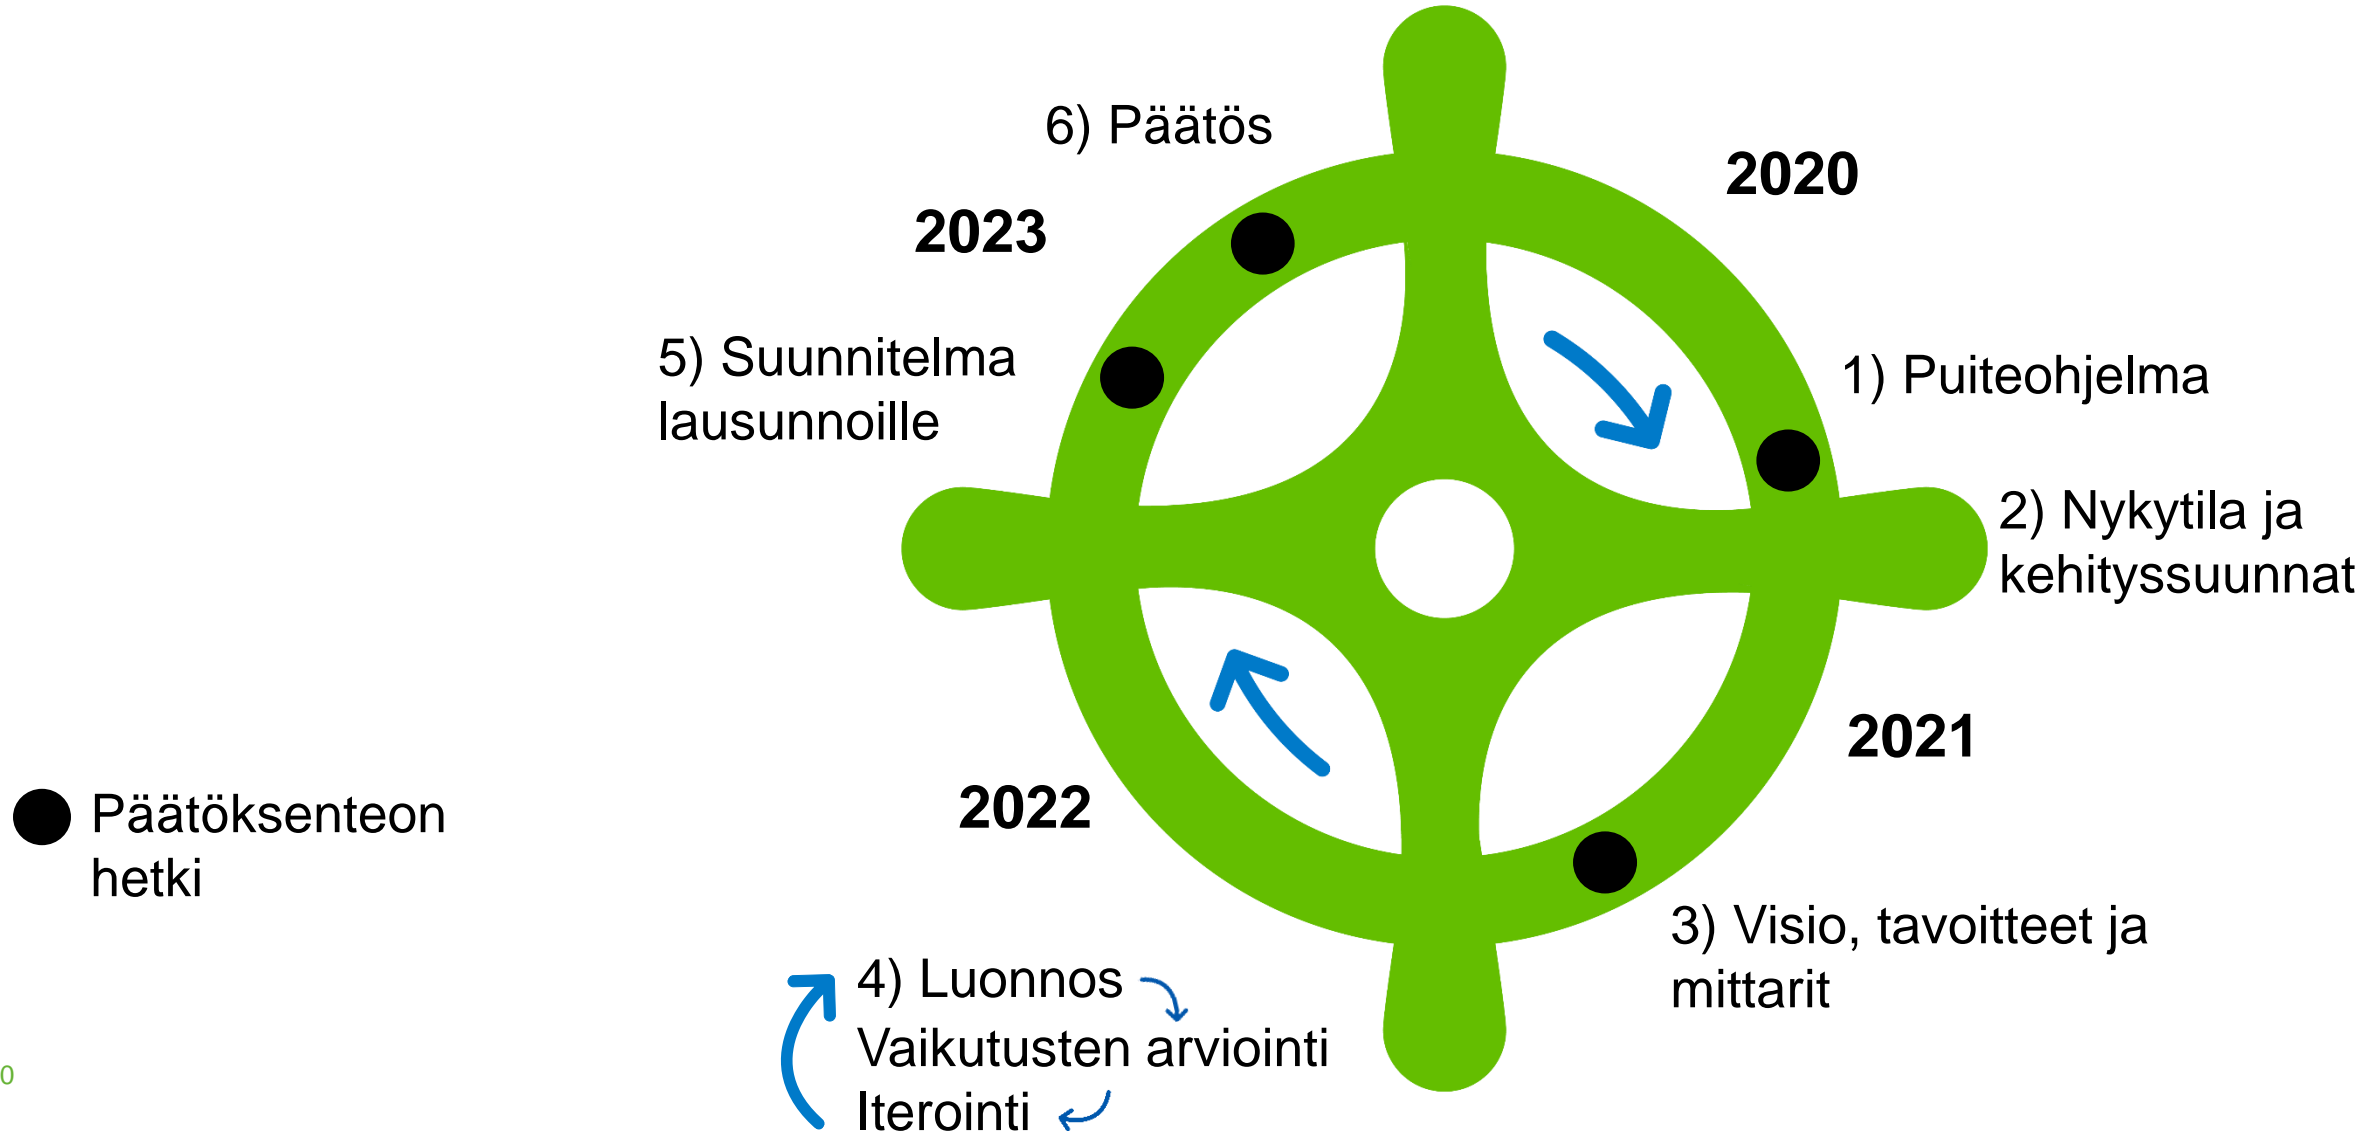 6) Päätös
2020
2023
5) Suunnitelma
lausunnoille
1) Puiteohjelma
2) Nykytila ja
kehityssuunnat
2021
2022
Päätöksenteon
hetki
3) Visio, tavoitteet ja
mittarit
4) Luonnos
Vaikutusten arviointi
Iterointi
0